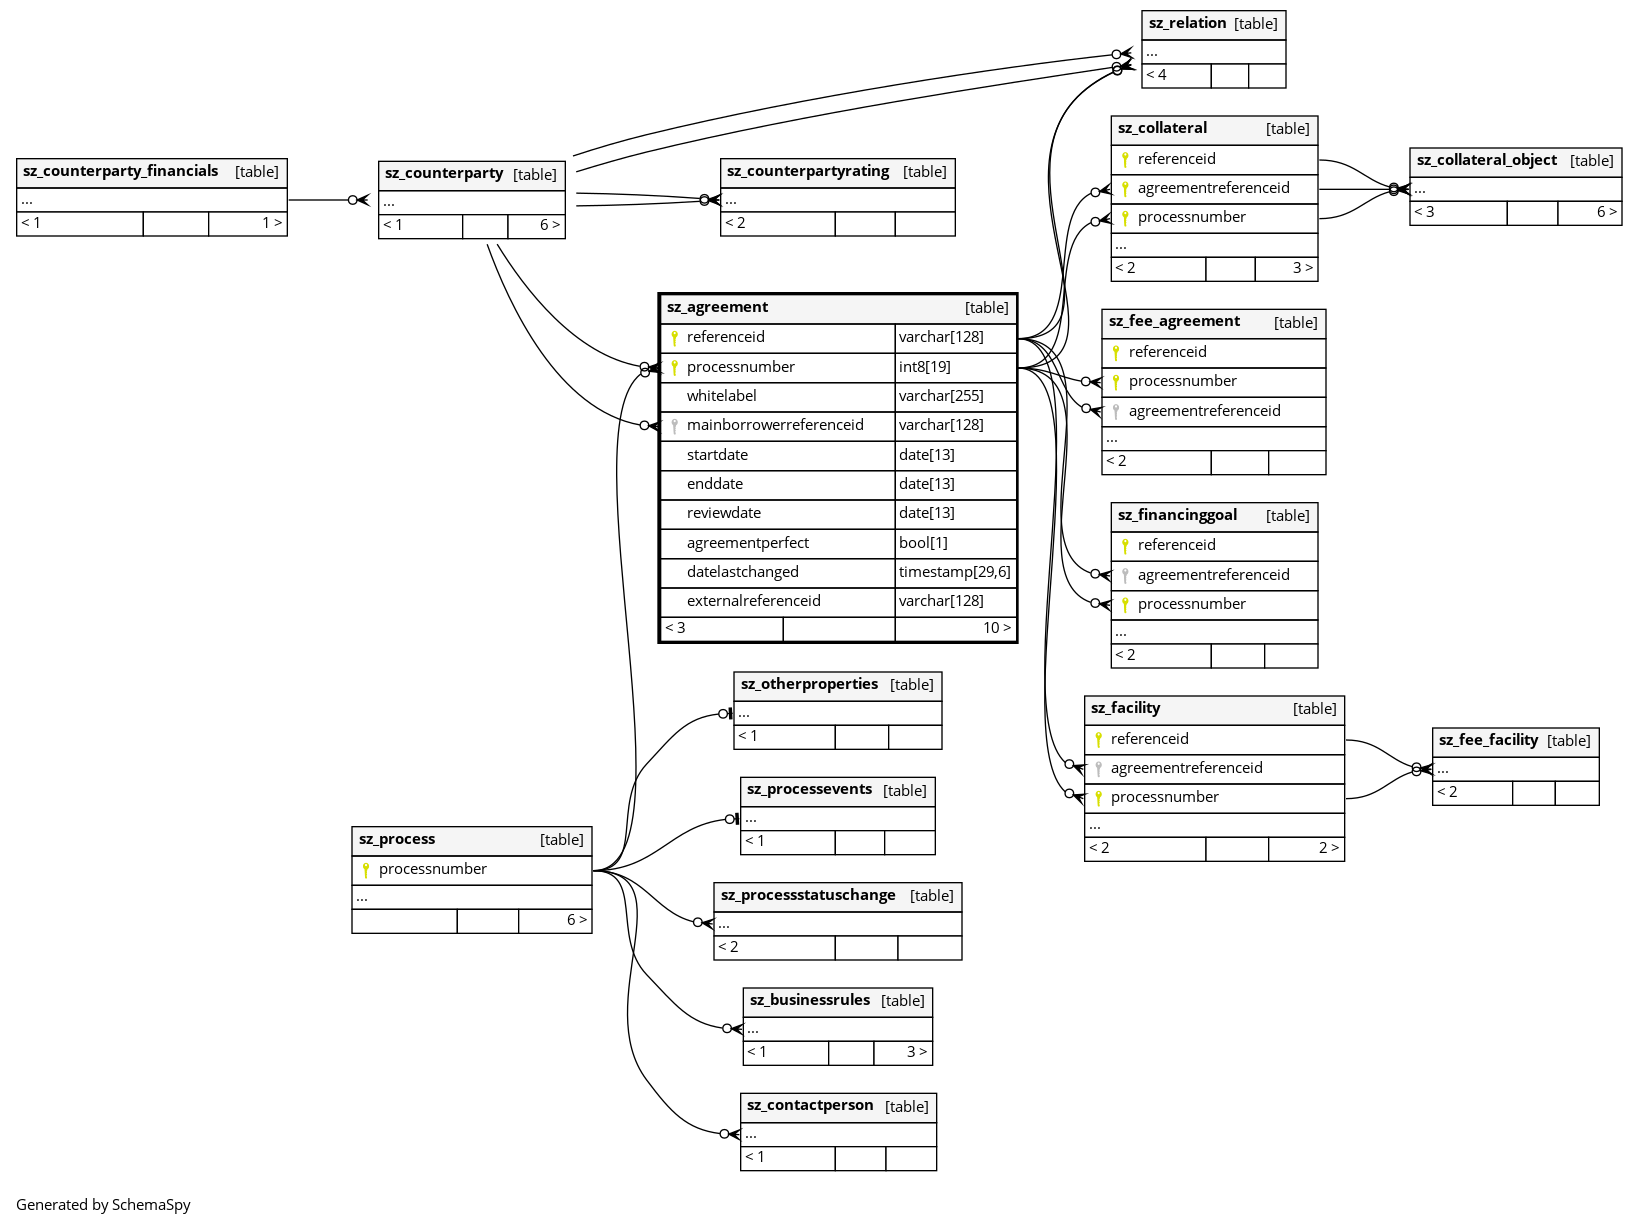 sz_relation [table]
...
< 4
sz_collateral [table]
referenceid
agreementreferenceid
processnumber
...
< 2 3 >
sz_collateral_object [table]
...
< 3 6 >
sz_counterparty_financials [table]
...
< 1 1 >
sz_counterparty [table]
...
< 1 6 >
sz_counterpartyrating [table]
...
< 2
sz_agreement [table]
referenceid varchar[128]
processnumber int8[19]
whitelabel varchar[255]
mainborrowerreferenceid varchar[128]
startdate date[13]
enddate date[13]
reviewdate date[13]
agreementperfect bool[1]
datelastchanged timestamp[29,6]
externalreferenceid varchar[128]
< 3 10 >
sz_fee_agreement [table]
referenceid
processnumber
agreementreferenceid
...
< 2
sz_financinggoal [table]
referenceid
agreementreferenceid
processnumber
...
< 2
sz_facility [table]
referenceid
agreementreferenceid
processnumber
...
< 2 2 >
sz_fee_facility [table]
...
< 2
sz_otherproperties [table]
...
< 1
sz_processevents [table]
...
< 1
sz_process [table]
processnumber
...
6 >
sz_processstatuschange [table]
...
< 2
sz_businessrules [table]
...
< 1 3 >
sz_contactperson [table]
...
< 1
Generated by SchemaSpy